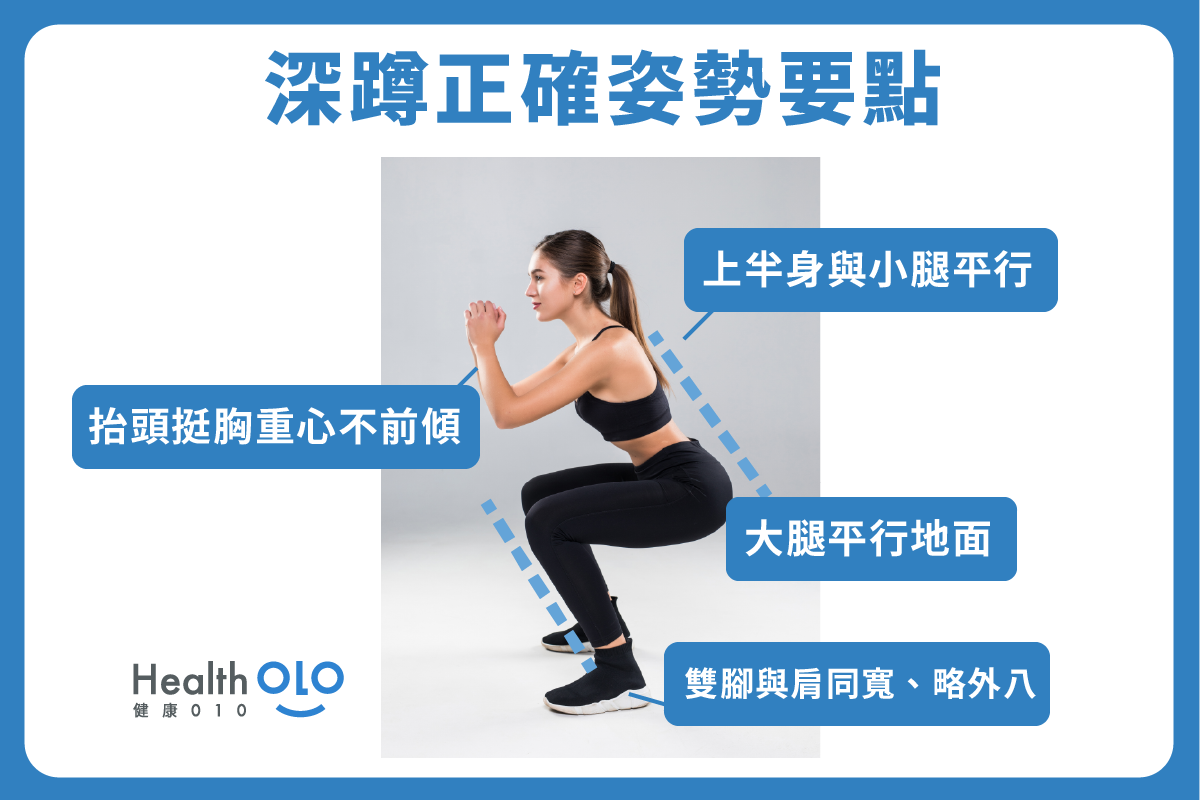 深蹲正確姿勢要點
上半身與小腿平行
抬頭挺胸重心不前傾
大腿平行地面
雙腳與肩同寬、略外八
Health OLO
健康010